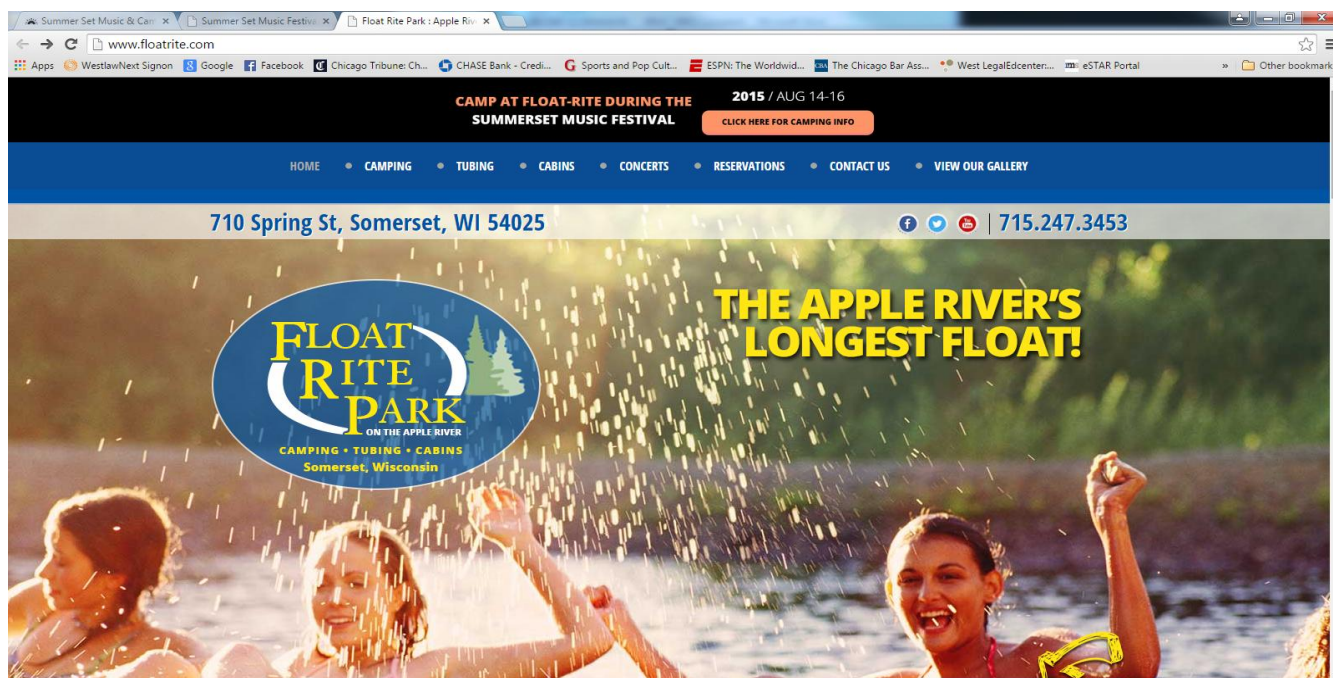 Summer Set Music & Car
Summer Set Music Festiva
Float Rite Park : Apple Riv
www.floatrite.com
Apps WestlawNext Signon Google Facebook Chicago Tribune: Ch... CHASE Bank - Credi... Sports and Pop Cult... ESPN: The Worldwid... The Chicago Bar Ass... West LegalEdcenter:... eSTAR Portal » Other bookmark
CAMP AT FLOAT-RITE DURING THE
SUMMERSET MUSIC FESTIVAL
2015 / AUG 14-16
CLICK HERE FOR CAMPING INFO
HOME • CAMPING • TUBING • CABINS • CONCERTS • RESERVATIONS • CONTACT US • VIEW OUR GALLERY
710 Spring St, Somerset, WI 54025
715.247.3453
FLOAT
RITE
PARK
ON THE APPLE RIVER
CAMPING • TUBING • CABINS
Somerset, Wisconsin
THE APPLE RIVER'S
LONGEST FLOAT!